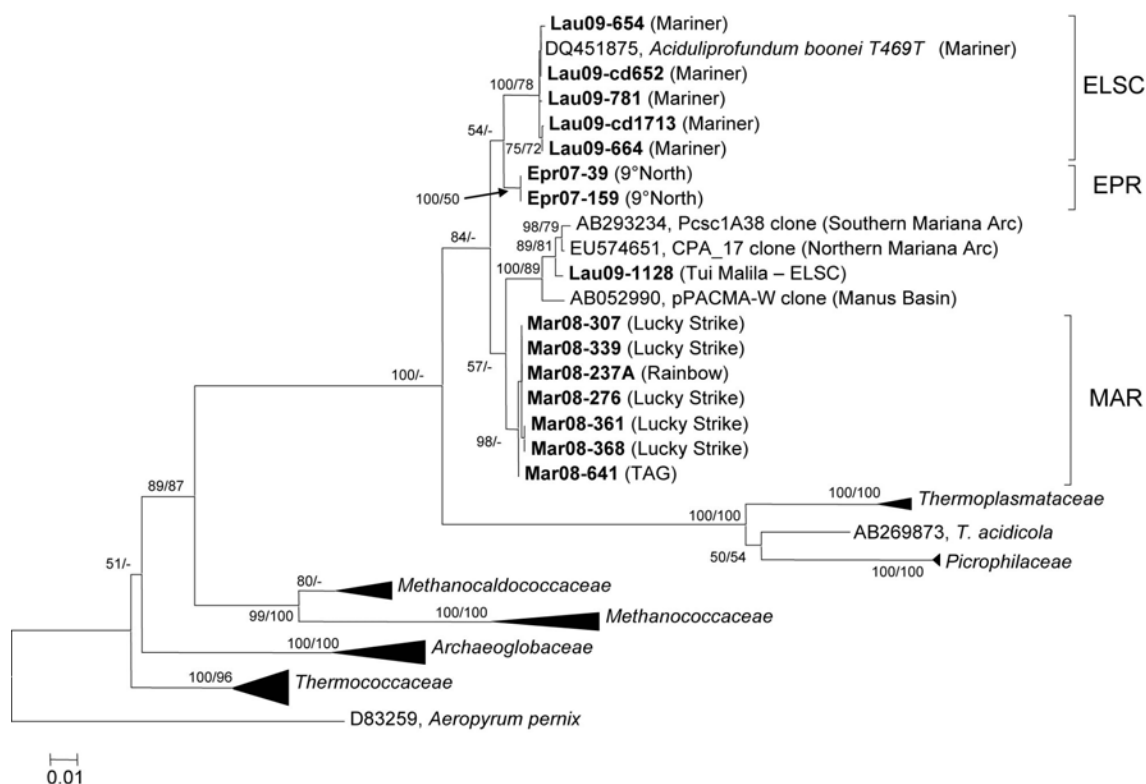 Lau09-654 (Mariner)
DQ451875, Aciduliprofundum boonei T469T (Mariner)
Lau09-cd652 (Mariner)
100/78
Lau09-781 (Mariner)
ELSC
Lau09-cd1713 (Mariner)
54/-
75/72
Lau09-664 (Mariner)
Epr07-39 (9°North)
EPR
100/50
Epr07-159 (9°North)
98/79
AB293234, Pcsc1A38 clone (Southern Mariana Arc)
84/-
89/81
EU574651, CPA_17 clone (Northern Mariana Arc)
100/89
Lau09-1128 (Tui Malila – ELSC)
AB052990, pPACMA-W clone (Manus Basin)
Mar08-307 (Lucky Strike)
Mar08-339 (Lucky Strike)
57/-
Mar08-237A (Rainbow)
100/-
Mar08-276 (Lucky Strike)
MAR
Mar08-361 (Lucky Strike)
98/-
Mar08-368 (Lucky Strike)
Mar08-641 (TAG)
89/87
100/100
Thermoplasmataceae
100/100
AB269873, T. acidicola
50/54
Picrophilaceae
100/100
51/-
80/-
Methanocaldococcaceae
99/100
100/100
Methanococcaceae
100/100
Archaeoglobaceae
100/96
Thermococcaceae
D83259, Aeropyrum pernix
0.01